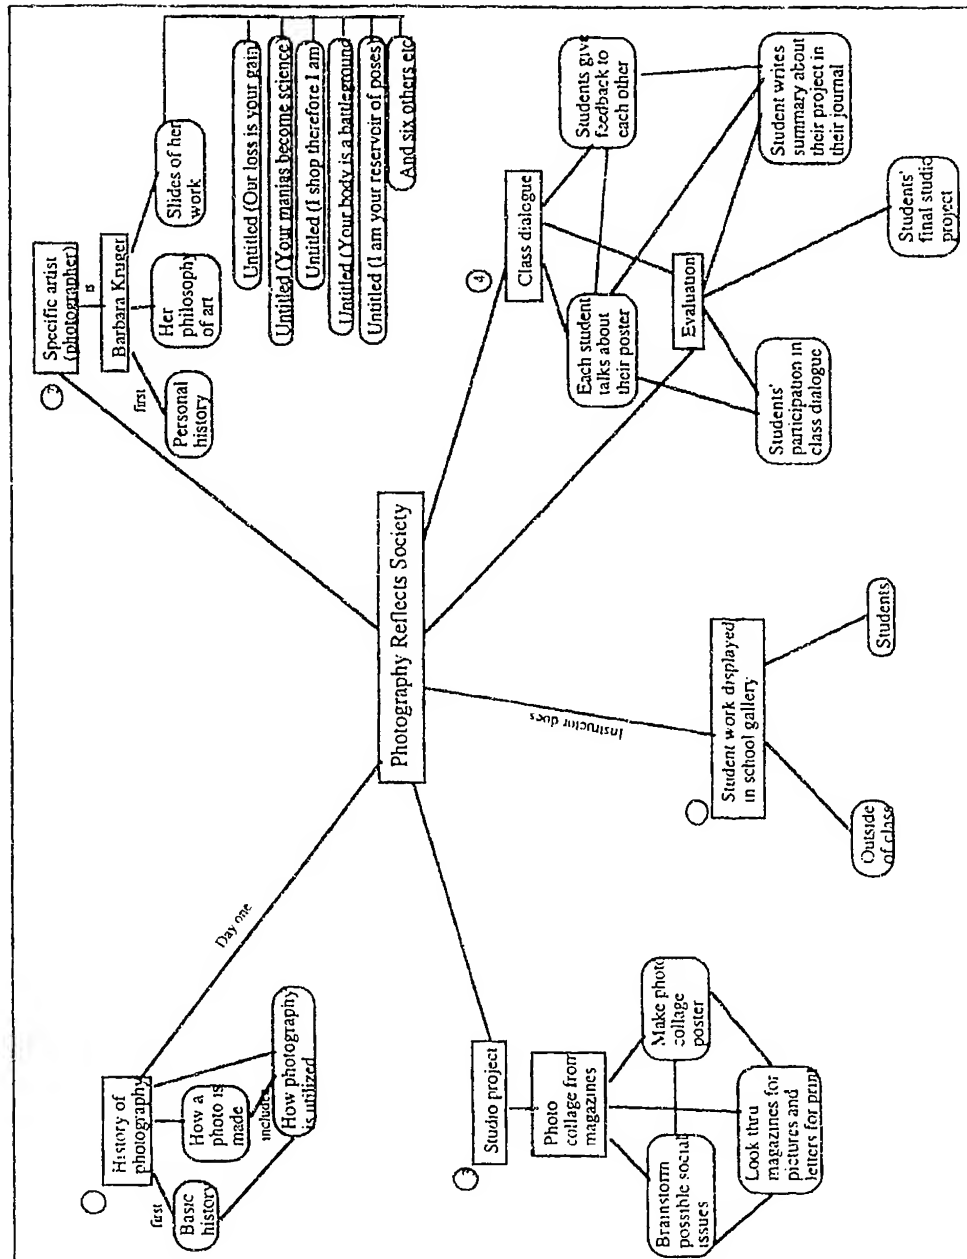 History of
photography
first
Basic
history
How a
photo is
made
include
How photography
is utilized
Day one
Specific artist
(photographer)
is
Barbara Kruger
first
Personal
history
Her
philosophy
of art
Slides of her
work
Untitled (Our loss is your gain)
Untitled (Your manias become science
Untitled (I shop therefore I am
Untitled (Your body is a battleground
Untitled (I am your reservoir of poses)
And six others etc
Photography Reflects Society
3
Studio project
Photo
collage from
magazines
Brainstorm
possible social
issues
Make photo
collage
poster
Look thru
magazines for
pictures and
letters for print
Instructor does
Student work displayed
in school gallery
Outside
of class
Students
4
Class dialogue
Each student
talks about
their poster
Students give
feedback to
each other
Evaluation
Students'
participation in
class dialogue
Students'
final studio
project
Student writes
summary about
their project in
their journal